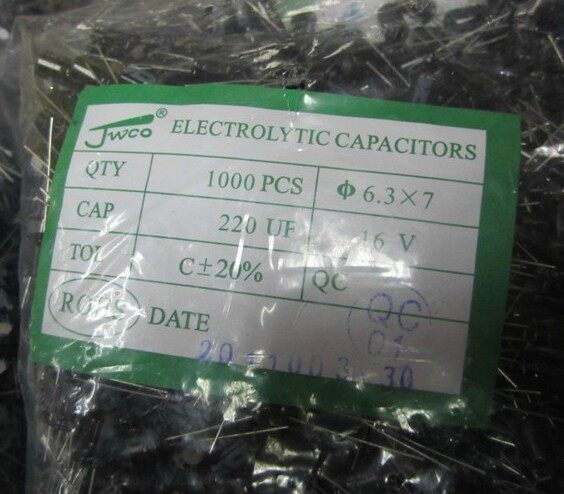 Jwco® ELECTROLYTIC CAPACITORS
QTY 1000 PCS Φ 6.3×7
CAP 220 UF 16 V
TOL C±20% QC
ROHS DATE
QC
01